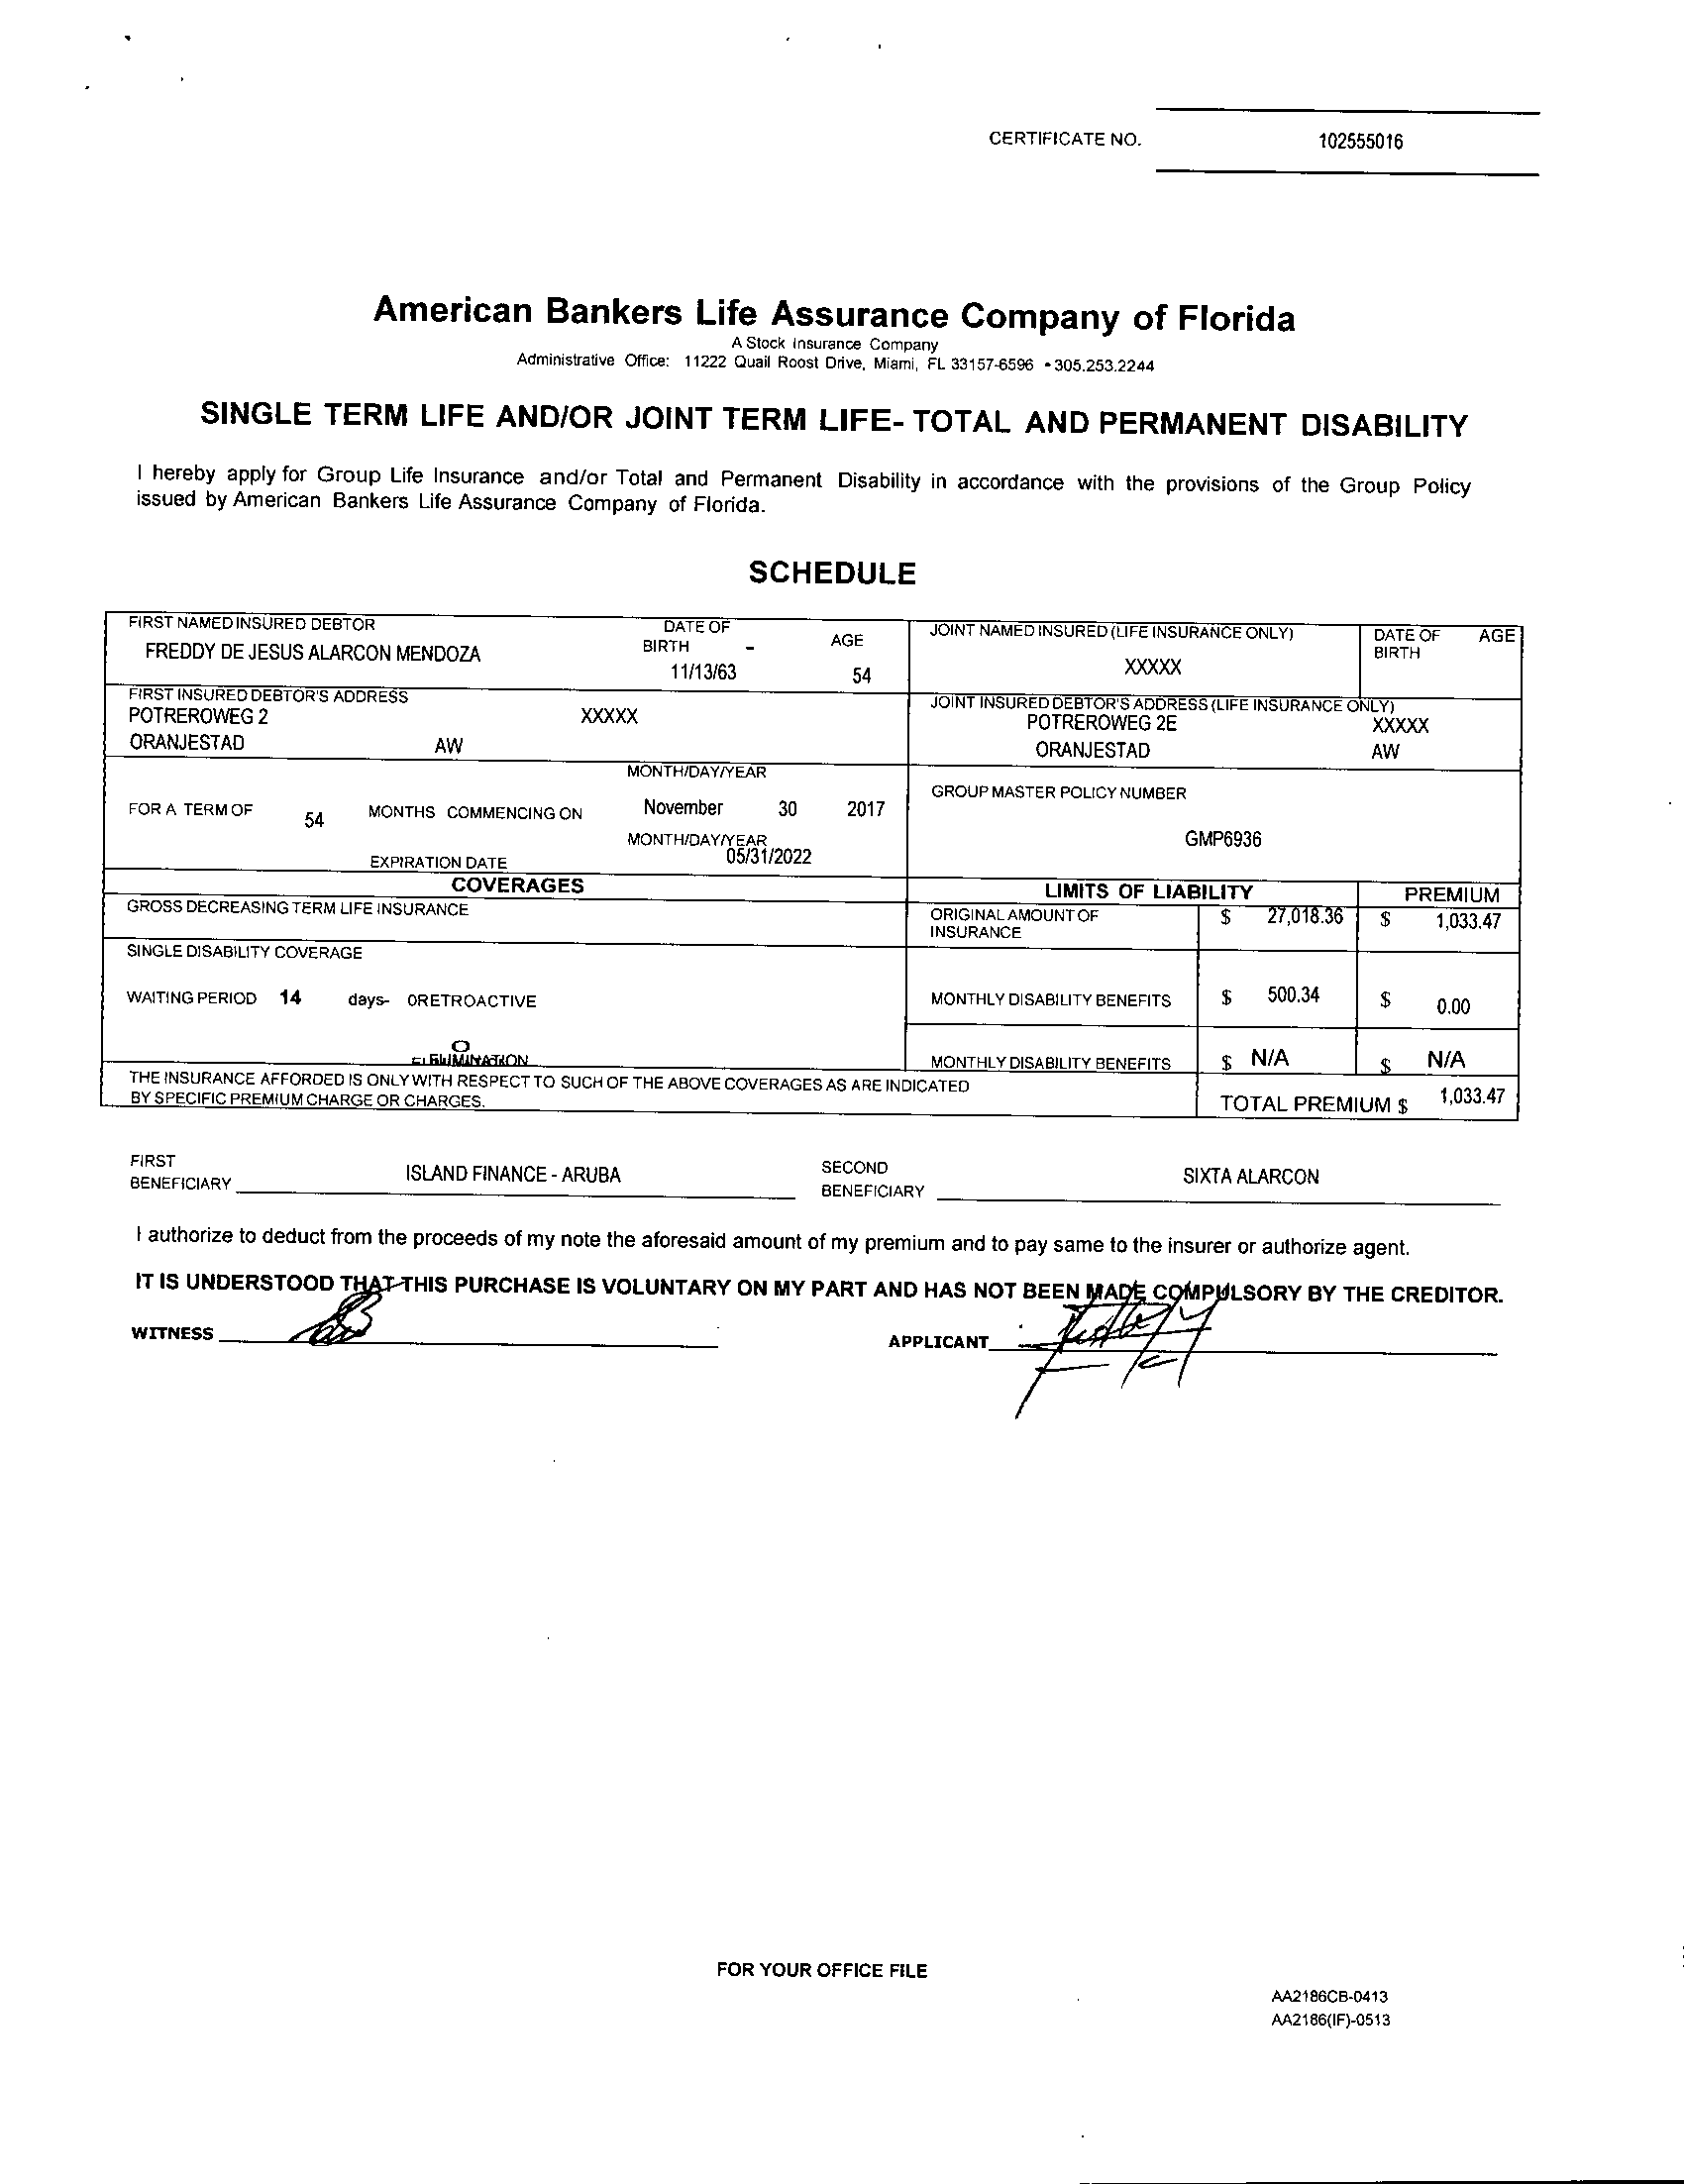 CERTIFICATE NO. 102555016
American Bankers Life Assurance Company of Florida
A Stock Insurance Company
Administrative Office: 11222 Quail Roost Drive, Miami, FL 33157-6596 • 305.253.2244
SINGLE TERM LIFE AND/OR JOINT TERM LIFE- TOTAL AND PERMANENT DISABILITY
I hereby apply for Group Life Insurance and/or Total and Permanent Disability in accordance with the provisions of the Group Policy
issued by American Bankers Life Assurance Company of Florida.
SCHEDULE
FIRST NAMED INSURED DEBTOR
FREDDY DE JESUS ALARCON MENDOZA
DATE OF
BIRTH -
11/13/63
AGE
54
JOINT NAMED INSURED (LIFE INSURANCE ONLY)
XXXXX
DATE OF
BIRTH
AGE
FIRST INSURED DEBTOR'S ADDRESS
POTREROWEG 2 XXXXX
ORANJESTAD AW
JOINT INSURED DEBTOR'S ADDRESS (LIFE INSURANCE ONLY)
POTREROWEG 2E XXXXX
ORANJESTAD AW
MONTH/DAY/YEAR
FOR A TERM OF 54 MONTHS COMMENCING ON November 30 2017
MONTH/DAY/YEAR
EXPIRATION DATE 05/31/2022
GROUP MASTER POLICY NUMBER
GMP6936
COVERAGES LIMITS OF LIABILITY PREMIUM
GROSS DECREASING TERM LIFE INSURANCE
ORIGINAL AMOUNT OF
INSURANCE
$ 27,018.36 $ 1,033.47
SINGLE DISABILITY COVERAGE
WAITING PERIOD 14 days- 0RETROACTIVE
MONTHLY DISABILITY BENEFITS $ 500.34 $ 0.00
O
MONTHLY DISABILITY BENEFITS $ N/A $ N/A
THE INSURANCE AFFORDED IS ONLY WITH RESPECT TO SUCH OF THE ABOVE COVERAGES AS ARE INDICATED
BY SPECIFIC PREMIUM CHARGE OR CHARGES.
TOTAL PREMIUM $ 1,033.47
FIRST
BENEFICIARY ISLAND FINANCE - ARUBA
SECOND
BENEFICIARY SIXTA ALARCON
I authorize to deduct from the proceeds of my note the aforesaid amount of my premium and to pay same to the insurer or authorize agent.
IT IS UNDERSTOOD THAT THIS PURCHASE IS VOLUNTARY ON MY PART AND HAS NOT BEEN MADE COMPULSORY BY THE CREDITOR.
WITNESS
APPLICANT
FOR YOUR OFFICE FILE
AA2186CB-0413
AA2186(IF)-0513